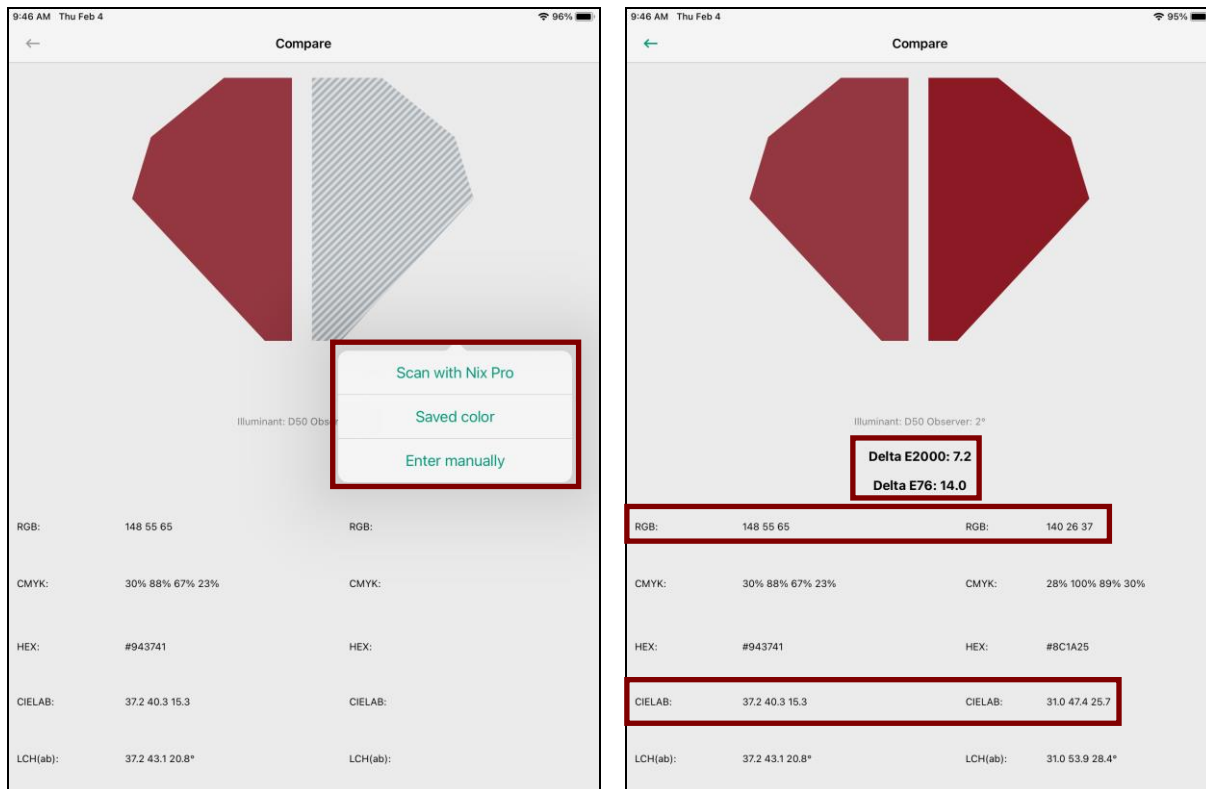 9:46 AM Thu Feb 4 96%
Compare
Scan with Nix Pro
Saved color
Illuminant: D50 Obs
Enter manually
RGB: 148 55 65 RGB:
CMYK: 30% 88% 67% 23% CMYK:
HEX: #943741 HEX:
CIELAB: 37.2 40.3 15.3 CIELAB:
LCH(ab): 37.2 43.1 20.8° LCH(ab):
9:46 AM Thu Feb 4 95%
Compare
Illuminant: D50 Observer: 2°
Delta E2000: 7.2
Delta E76: 14.0
RGB: 148 55 65 RGB: 140 26 37
CMYK: 30% 88% 67% 23% CMYK: 28% 100% 89% 30%
HEX: #943741 HEX: #8C1A25
CIELAB: 37.2 40.3 15.3 CIELAB: 31.0 47.4 25.7
LCH(ab): 37.2 43.1 20.8° LCH(ab): 31.0 53.9 28.4°